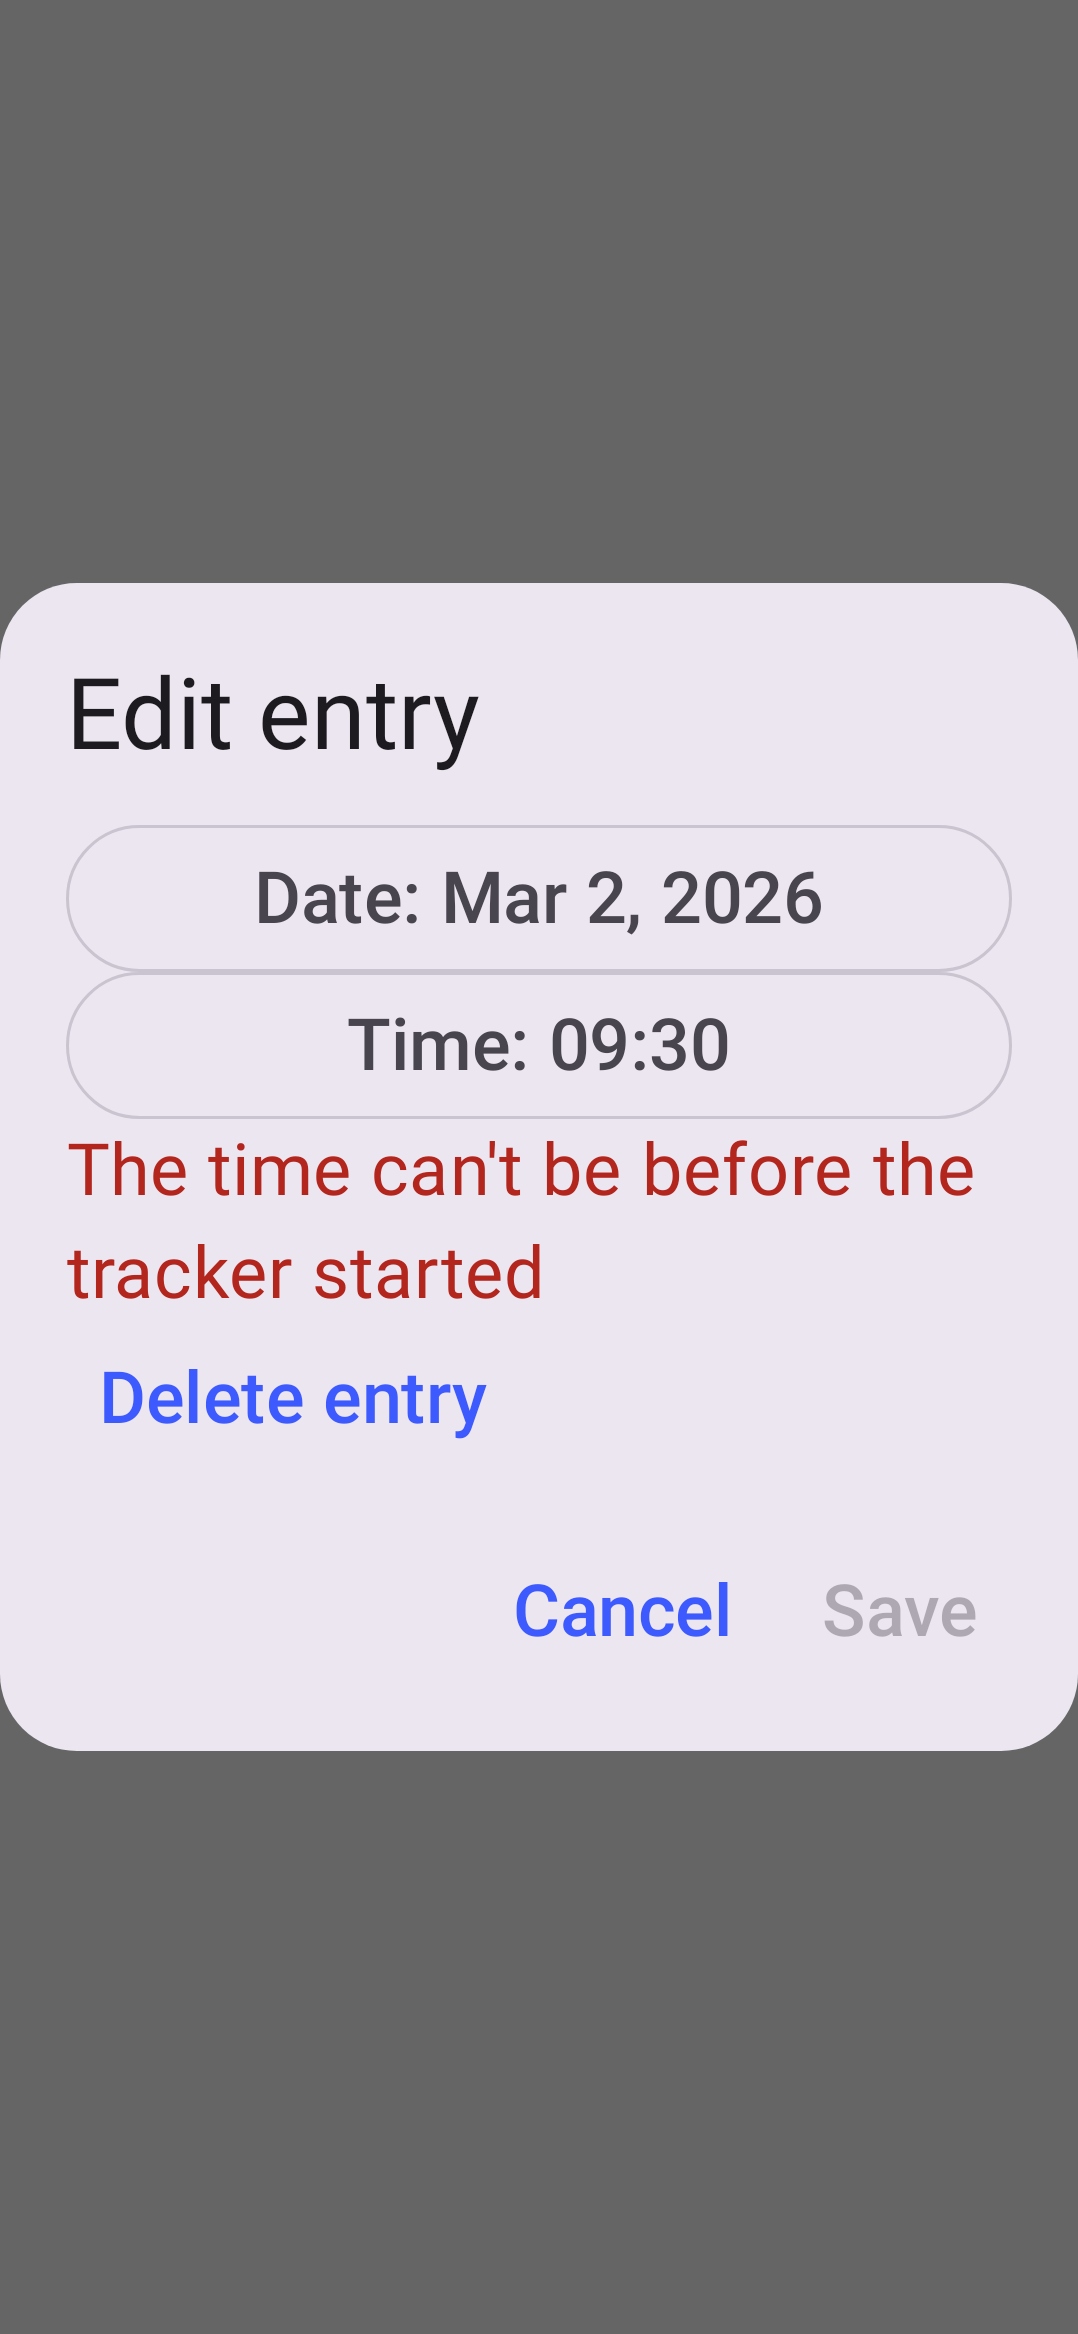 Edit entry
Date: Mar 2, 2026
Time: 09:30
The time can't be before the
tracker started
Delete entry
Cancel Save